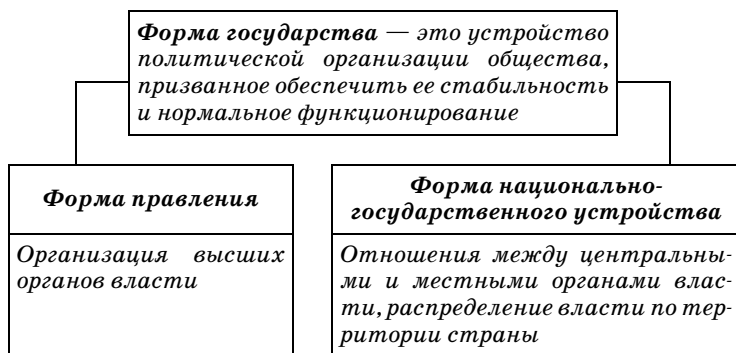 Форма государства — это устройство
политической организации общества,
призванное обеспечить ее стабильность
и нормальное функционирование
Форма правления
Организация высших
органов власти
Форма национально-
государственного устройства
Отношения между центральны-
ми и местными органами влас-
ти, распределение власти по тер-
ритории страны